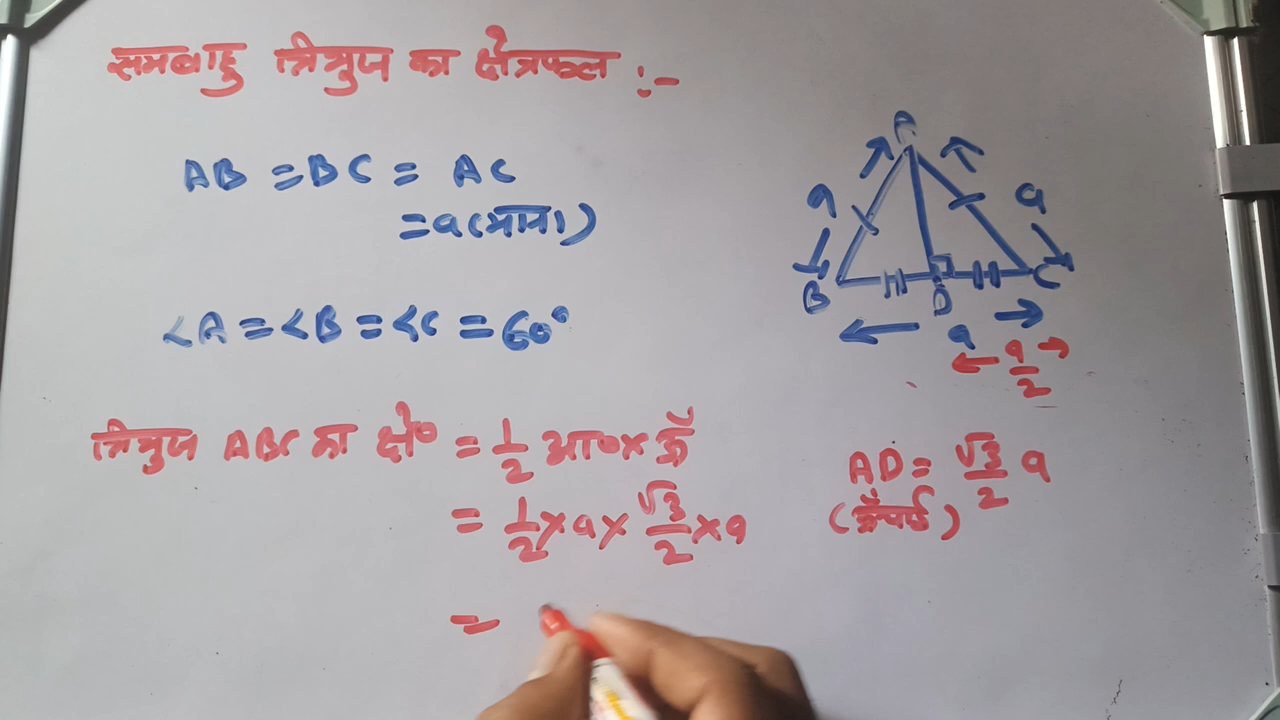 समबाहु त्रिभुज का क्षेत्रफल :-
AB = BC = AC
= a (माना)
<A = <B = <C = 60°
A
a
a
B
D
C
a
a/2
त्रिभुज ABC का क्षे० = 1/2 आ० × ऊँ
= 1/2 × a × √3/2 × a
=
AD = √3/2 a
(ऊँचाई)